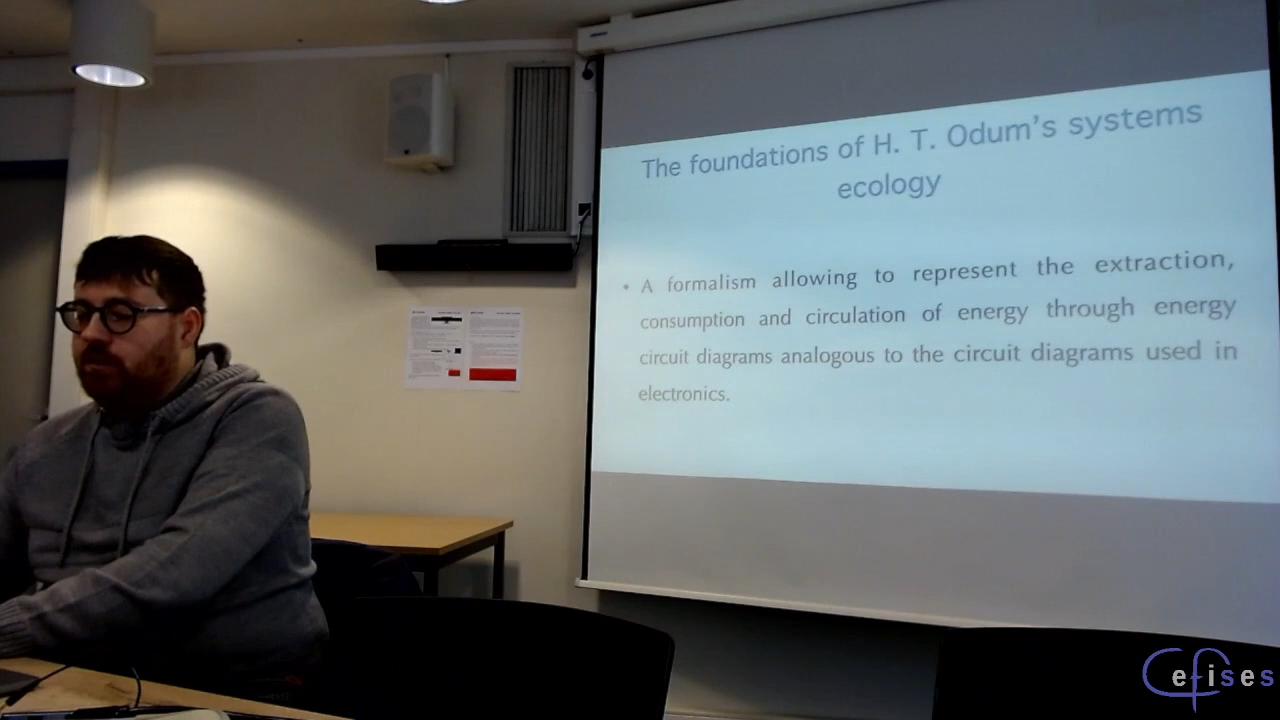 The foundations of H. T. Odum's systems
ecology
• A formalism allowing to represent the extraction,
consumption and circulation of energy through energy
circuit diagrams analogous to the circuit diagrams used in
electronics.
Cefises